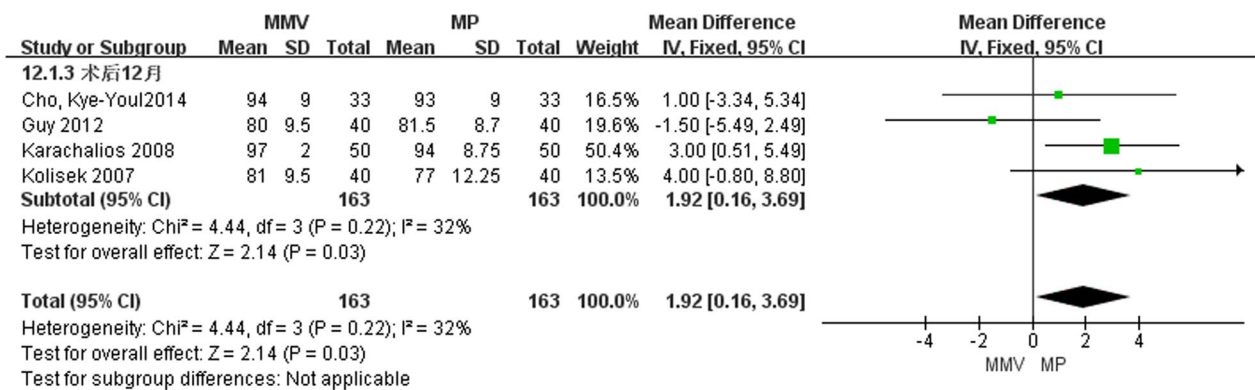 MMV MP Mean Difference Mean Difference
Study or Subgroup Mean SD Total Mean SD Total Weight IV, Fixed, 95% CI IV, Fixed, 95% CI
12.1.3 术后12月
Cho, Kye-Youl2014 94 9 33 93 9 33 16.5% 1.00 [-3.34, 5.34]
Guy 2012 80 9.5 40 81.5 8.7 40 19.6% -1.50 [-5.49, 2.49]
Karachalios 2008 97 2 50 94 8.75 50 50.4% 3.00 [0.51, 5.49]
Kolisek 2007 81 9.5 40 77 12.25 40 13.5% 4.00 [-0.80, 8.80]
Subtotal (95% CI) 163 163 100.0% 1.92 [0.16, 3.69]
Heterogeneity: Chi² = 4.44, df = 3 (P = 0.22); I² = 32%
Test for overall effect: Z = 2.14 (P = 0.03)
Total (95% CI) 163 163 100.0% 1.92 [0.16, 3.69]
Heterogeneity: Chi² = 4.44, df = 3 (P = 0.22); I² = 32%
Test for overall effect: Z = 2.14 (P = 0.03)
Test for subgroup differences: Not applicable
-4 -2 0 2 4
MMV MP